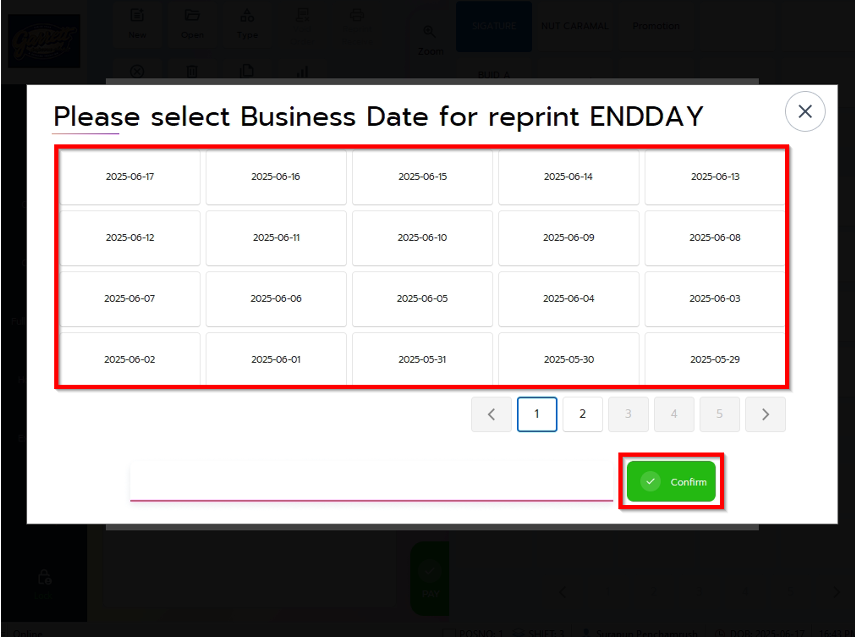 New Open Type
Zoom
SIGNATURE NUT CARAMAL Promotion
BUILD A
Please select Business Date for reprint ENDDAY
2025-06-17 2025-06-16 2025-06-15 2025-06-14 2025-06-13
2025-06-12 2025-06-11 2025-06-10 2025-06-09 2025-06-08
2025-06-07 2025-06-06 2025-06-05 2025-06-04 2025-06-03
2025-06-02 2025-06-01 2025-05-31 2025-05-30 2025-05-29
1 2 3 4 5
Confirm
PAY
Online